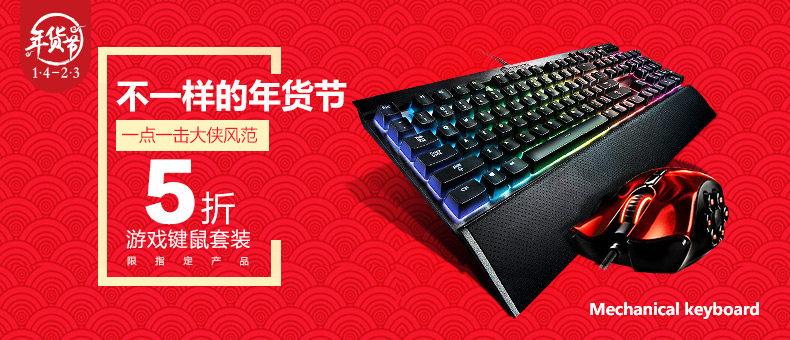 年货节
1·4-2·3
不一样的年货节
一点一击大侠风范
5折
游戏键鼠套装
限指定产品
Mechanical keyboard